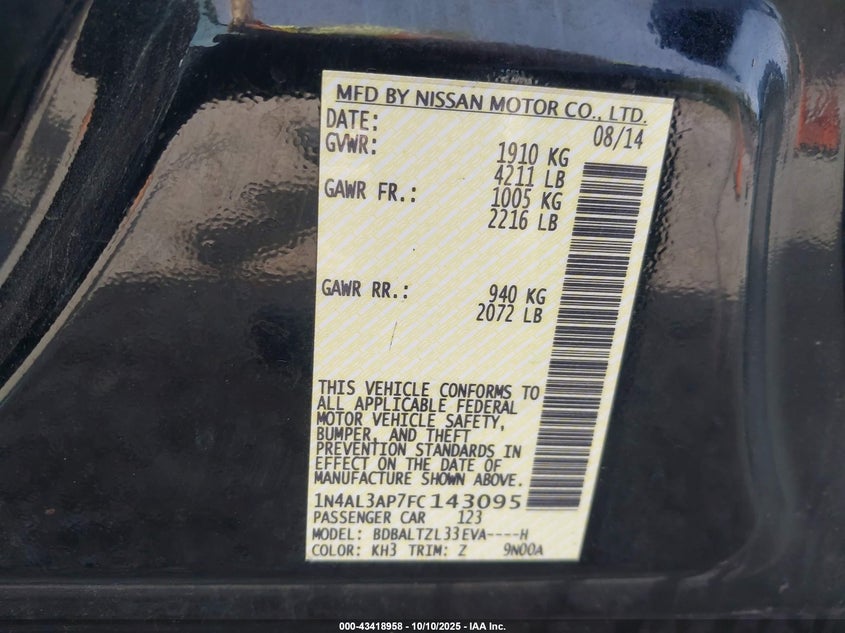 MFD BY NISSAN MOTOR CO., LTD.
DATE: 08/14
GVWR: 1910 KG
4211 LB
GAWR FR.: 1005 KG
2216 LB
GAWR RR.: 940 KG
2072 LB
THIS VEHICLE CONFORMS TO
ALL APPLICABLE FEDERAL
MOTOR VEHICLE SAFETY,
BUMPER, AND THEFT
PREVENTION STANDARDS IN
EFFECT ON THE DATE OF
MANUFACTURE SHOWN ABOVE.
1N4AL3AP7FC143095
PASSENGER CAR 123
MODEL: BDBALTZL33EVA----H
COLOR: KH3 TRIM: Z 9N00A
000-43418958 - 10/10/2025 - IAA Inc.